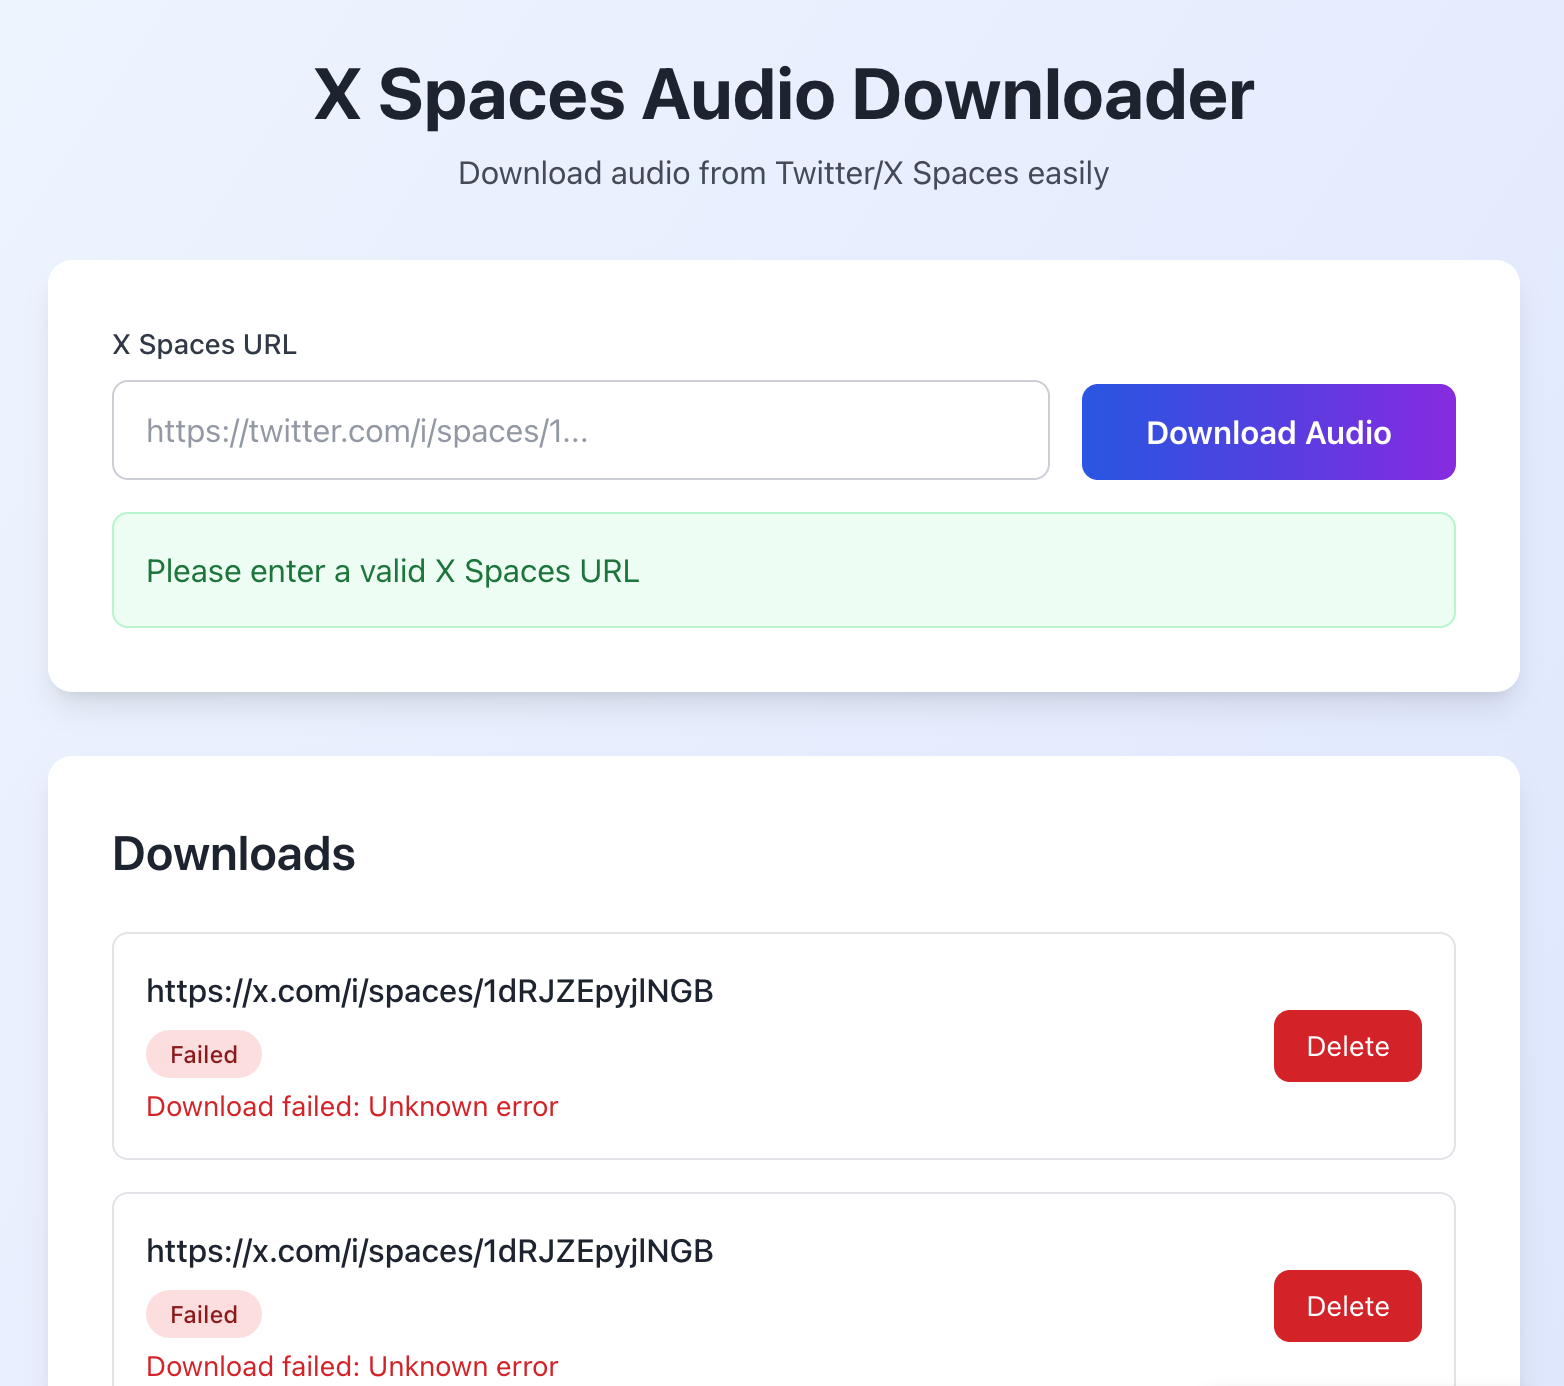 X Spaces Audio Downloader
Download audio from Twitter/X Spaces easily
X Spaces URL
https://twitter.com/i/spaces/1...
Download Audio
Please enter a valid X Spaces URL
Downloads
https://x.com/i/spaces/1dRJZEpyjlNGB
Failed
Download failed: Unknown error
Delete
https://x.com/i/spaces/1dRJZEpyjlNGB
Failed
Download failed: Unknown error
Delete